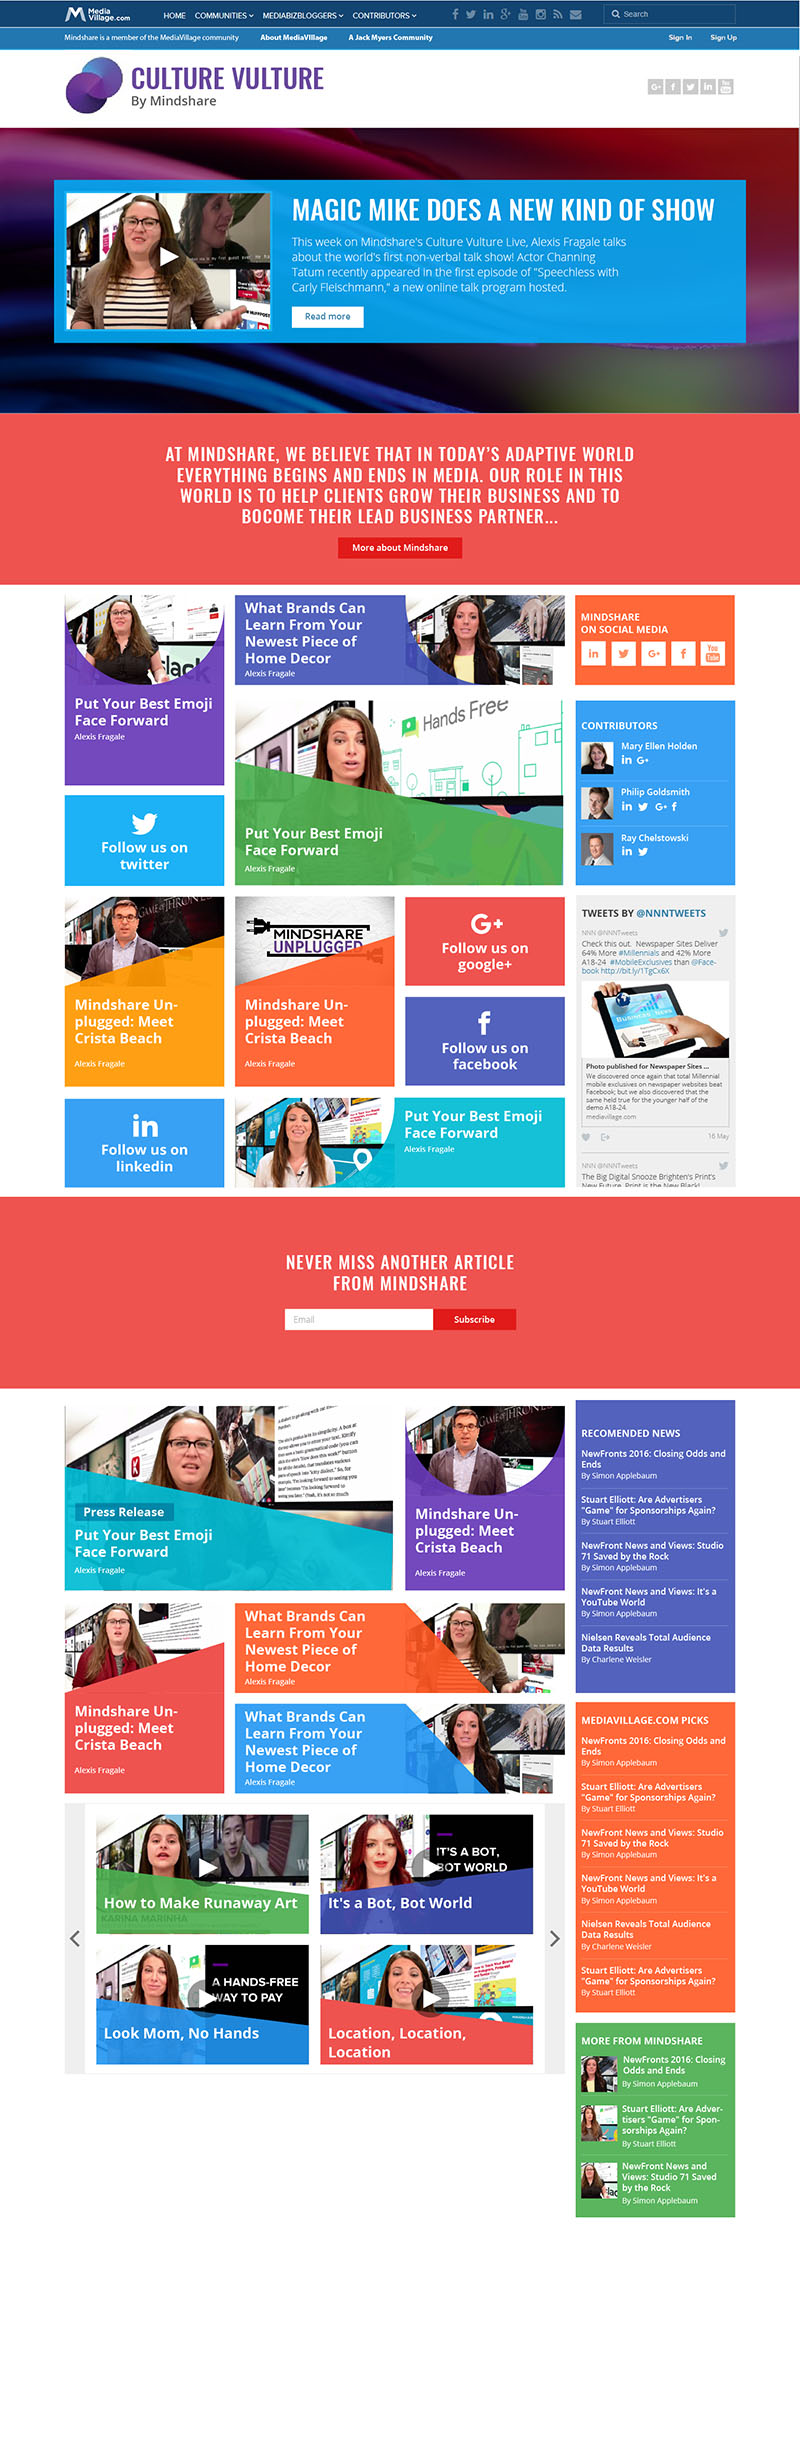 Media
Village.com
HOME
COMMUNITIES
MEDIABIZBLOGGERS
CONTRIBUTORS
Search
Mindshare is a member of the MediaVillage community
About MediaVillage
A Jack Myers Community
Sign In
Sign Up
CULTURE VULTURE
By Mindshare
MAGIC MIKE DOES A NEW KIND OF SHOW
This week on Mindshare's Culture Vulture Live, Alexis Fragale talks
about the world's first non-verbal talk show! Actor Channing
Tatum recently appeared in the first episode of "Speechless with
Carly Fleischmann," a new online talk program hosted.
Read more
AT MINDSHARE, WE BELIEVE THAT IN TODAY'S ADAPTIVE WORLD
EVERYTHING BEGINS AND ENDS IN MEDIA. OUR ROLE IN THIS
WORLD IS TO HELP CLIENTS GROW THEIR BUSINESS AND TO
BOCOME THEIR LEAD BUSINESS PARTNER...
More about Mindshare
slack
Put Your Best Emoji
Face Forward
Alexis Fragale
What Brands Can
Learn From Your
Newest Piece of
Home Decor
Alexis Fragale
MINDSHARE
ON SOCIAL MEDIA
Hands Free
Put Your Best Emoji
Face Forward
Alexis Fragale
CONTRIBUTORS
Mary Ellen Holden
Philip Goldsmith
Ray Chelstowski
Follow us on
twitter
GAME OF THRONES
Mindshare Un-
plugged: Meet
Crista Beach
Alexis Fragale
MINDSHARE
UNPLUGGED
Mindshare Un-
plugged: Meet
Crista Beach
Alexis Fragale
G+
Follow us on
google+
Follow us on
facebook
TWEETS BY @NNNTWEETS
NNN @NNNTweets
Check this out. Newspaper Sites Deliver
64% More #Millennials and 42% More
A18-24 #MobileExclusives than @Face-
book http://bit.ly/1TgCx6X
BUSINESS NEWS
Photo published for Newspaper Sites ...
We discovered once again that total Millennial
mobile exclusives on newspaper websites beat
Facebook; but we also discovered that the
same held true for the younger half of the
demo A18-24.
mediavillage.com
16 May
NNN @NNNTweets
The Big Digital Snooze Brighten's Print's
New Future. Print is the New Black!
in
Follow us on
linkedin
Put Your Best Emoji
Face Forward
Alexis Fragale
NEVER MISS ANOTHER ARTICLE
FROM MINDSHARE
Email
Subscribe
Press Release
Put Your Best Emoji
Face Forward
Alexis Fragale
GAME OF THRONES
Mindshare Un-
plugged: Meet
Crista Beach
Alexis Fragale
RECOMENDED NEWS
NewFronts 2016: Closing Odds and
Ends
By Simon Applebaum
Stuart Elliott: Are Advertisers
"Game" for Sponsorships Again?
By Stuart Elliott
NewFront News and Views: Studio
71 Saved by the Rock
By Simon Applebaum
NewFront News and Views: It's a
YouTube World
By Simon Applebaum
Nielsen Reveals Total Audience
Data Results
By Charlene Weisler
Mindshare Un-
plugged: Meet
Crista Beach
Alexis Fragale
What Brands Can
Learn From Your
Newest Piece of
Home Decor
Alexis Fragale
What Brands Can
Learn From Your
Newest Piece of
Home Decor
Alexis Fragale
MEDIAVILLAGE.COM PICKS
NewFronts 2016: Closing Odds and
Ends
By Simon Applebaum
Stuart Elliott: Are Advertisers
"Game" for Sponsorships Again?
By Stuart Elliott
NewFront News and Views: Studio
71 Saved by the Rock
By Simon Applebaum
NewFront News and Views: It's a
YouTube World
By Simon Applebaum
Nielsen Reveals Total Audience
Data Results
By Charlene Weisler
Stuart Elliott: Are Advertisers
"Game" for Sponsorships Again?
By Stuart Elliott
How to Make Runaway Art
KARINA MARINHA
IT'S A BOT,
BOT WORLD
It's a Bot, Bot World
A HANDS-FREE
WAY TO PAY
Look Mom, No Hands
Location, Location,
Location
MORE FROM MINDSHARE
NewFronts 2016: Closing
Odds and Ends
By Simon Applebaum
Stuart Elliott: Are Adver-
tisers "Game" for Spon-
sorships Again?
By Stuart Elliott
NewFront News and
Views: Studio 71 Saved
by the Rock
By Simon Applebaum